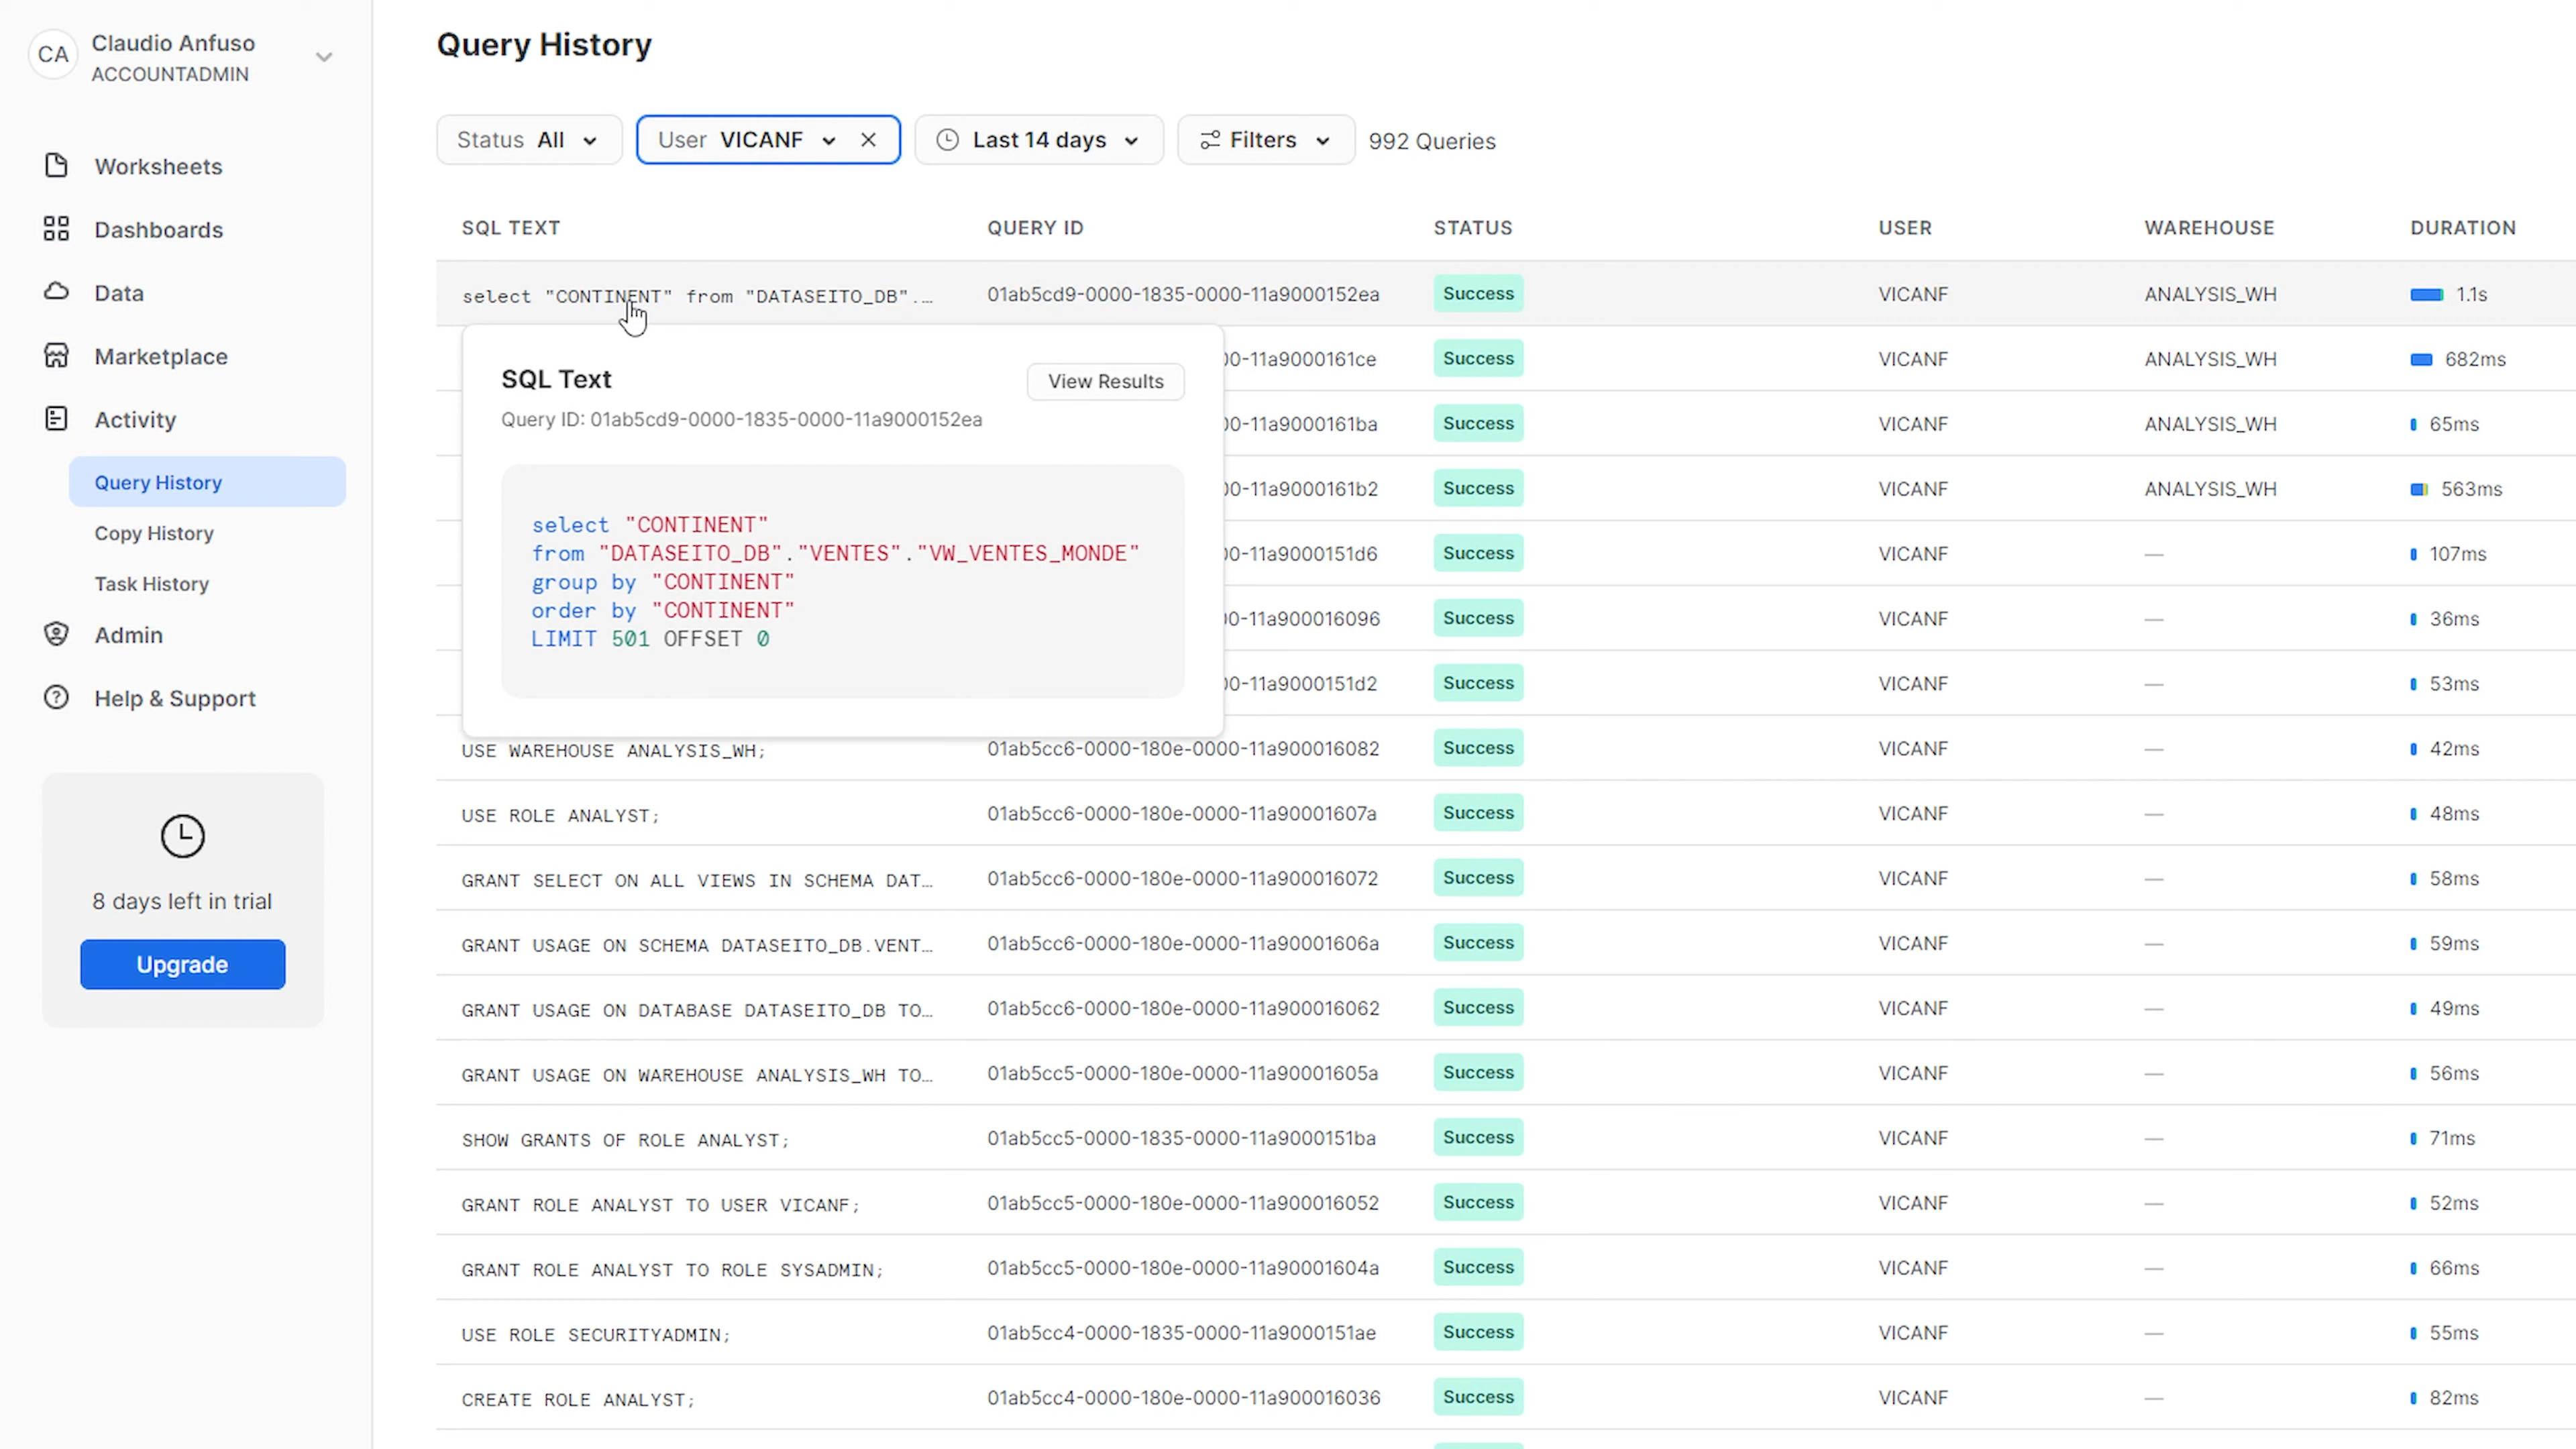 CA
Claudio Anfuso
ACCOUNTADMIN
Worksheets
Dashboards
Data
Marketplace
Activity
Query History
Copy History
Task History
Admin
Help & Support
8 days left in trial
Upgrade
Query History
Status All
User VICANF
Last 14 days
Filters
992 Queries
SQL TEXT QUERY ID STATUS USER WAREHOUSE DURATION
select "CONTINENT" from "DATASEITO_DB".… 01ab5cd9-0000-1835-0000-11a9000152ea Success VICANF ANALYSIS_WH 1.1s
SQL Text
View Results
Query ID: 01ab5cd9-0000-1835-0000-11a9000152ea
select "CONTINENT"
from "DATASEITO_DB"."VENTES"."VW_VENTES_MONDE"
group by "CONTINENT"
order by "CONTINENT"
LIMIT 501 OFFSET 0
00-11a9000161ce Success VICANF ANALYSIS_WH 682ms
00-11a9000161ba Success VICANF ANALYSIS_WH 65ms
00-11a9000161b2 Success VICANF ANALYSIS_WH 563ms
00-11a9000151d6 Success VICANF — 107ms
00-11a900016096 Success VICANF — 36ms
00-11a9000151d2 Success VICANF — 53ms
USE WAREHOUSE ANALYSIS_WH; 01ab5cc6-0000-180e-0000-11a900016082 Success VICANF — 42ms
USE ROLE ANALYST; 01ab5cc6-0000-180e-0000-11a90001607a Success VICANF — 48ms
GRANT SELECT ON ALL VIEWS IN SCHEMA DAT… 01ab5cc6-0000-180e-0000-11a900016072 Success VICANF — 58ms
GRANT USAGE ON SCHEMA DATASEITO_DB.VENT… 01ab5cc6-0000-180e-0000-11a90001606a Success VICANF — 59ms
GRANT USAGE ON DATABASE DATASEITO_DB TO… 01ab5cc6-0000-180e-0000-11a900016062 Success VICANF — 49ms
GRANT USAGE ON WAREHOUSE ANALYSIS_WH TO… 01ab5cc5-0000-180e-0000-11a90001605a Success VICANF — 56ms
SHOW GRANTS OF ROLE ANALYST; 01ab5cc5-0000-1835-0000-11a9000151ba Success VICANF — 71ms
GRANT ROLE ANALYST TO USER VICANF; 01ab5cc5-0000-180e-0000-11a900016052 Success VICANF — 52ms
GRANT ROLE ANALYST TO ROLE SYSADMIN; 01ab5cc5-0000-180e-0000-11a90001604a Success VICANF — 66ms
USE ROLE SECURITYADMIN; 01ab5cc4-0000-1835-0000-11a9000151ae Success VICANF — 55ms
CREATE ROLE ANALYST; 01ab5cc4-0000-180e-0000-11a900016036 Success VICANF — 82ms